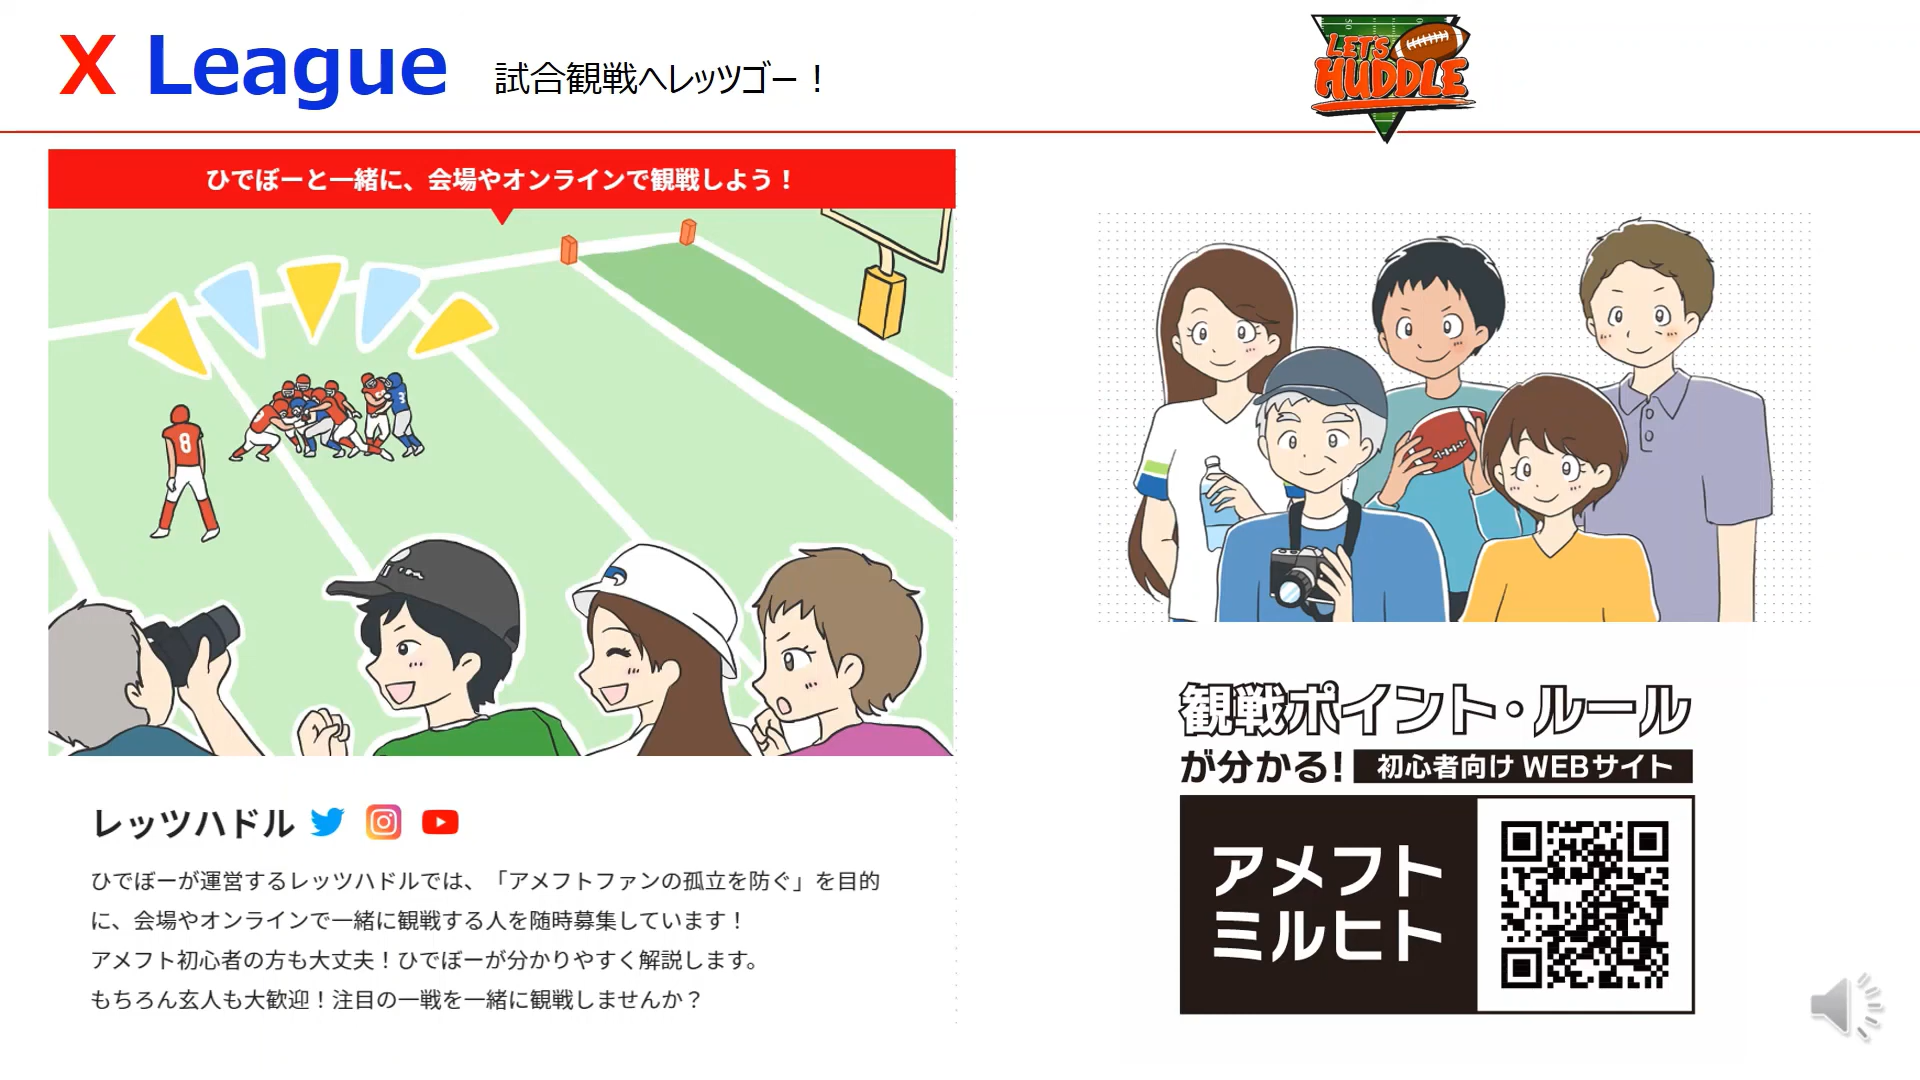 X League 試合観戦へレッツゴー！
LET'S
HUDDLE
ひでぼーと一緒に、会場やオンラインで観戦しよう！
8
レッツハドル
ひでぼーが運営するレッツハドルでは、「アメフトファンの孤立を防ぐ」を目的
に、会場やオンラインで一緒に観戦する人を随時募集しています！
アメフト初心者の方も大丈夫！ひでぼーが分かりやすく解説します。
もちろん玄人も大歓迎！注目の一戦を一緒に観戦しませんか？
観戦ポイント・ルール
が分かる！ 初心者向け WEBサイト
アメフト
ミルヒト